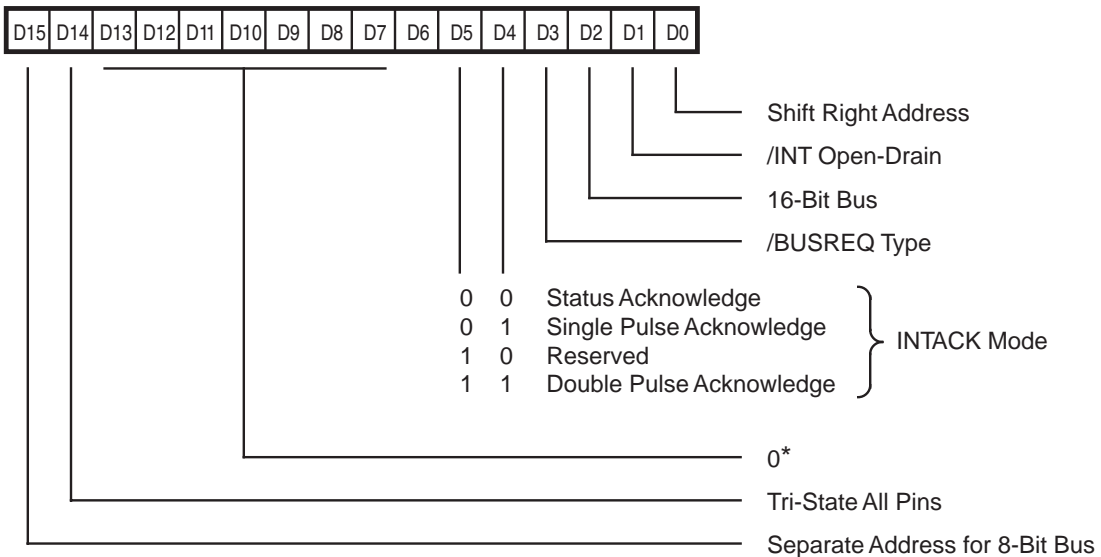 D15 D14 D13 D12 D11 D10 D9 D8 D7 D6 D5 D4 D3 D2 D1 D0
Shift Right Address
/INT Open-Drain
16-Bit Bus
/BUSREQ Type
0 0 Status Acknowledge
0 1 Single Pulse Acknowledge
1 0 Reserved
1 1 Double Pulse Acknowledge
INTACK Mode
0*
Tri-State All Pins
Separate Address for 8-Bit Bus